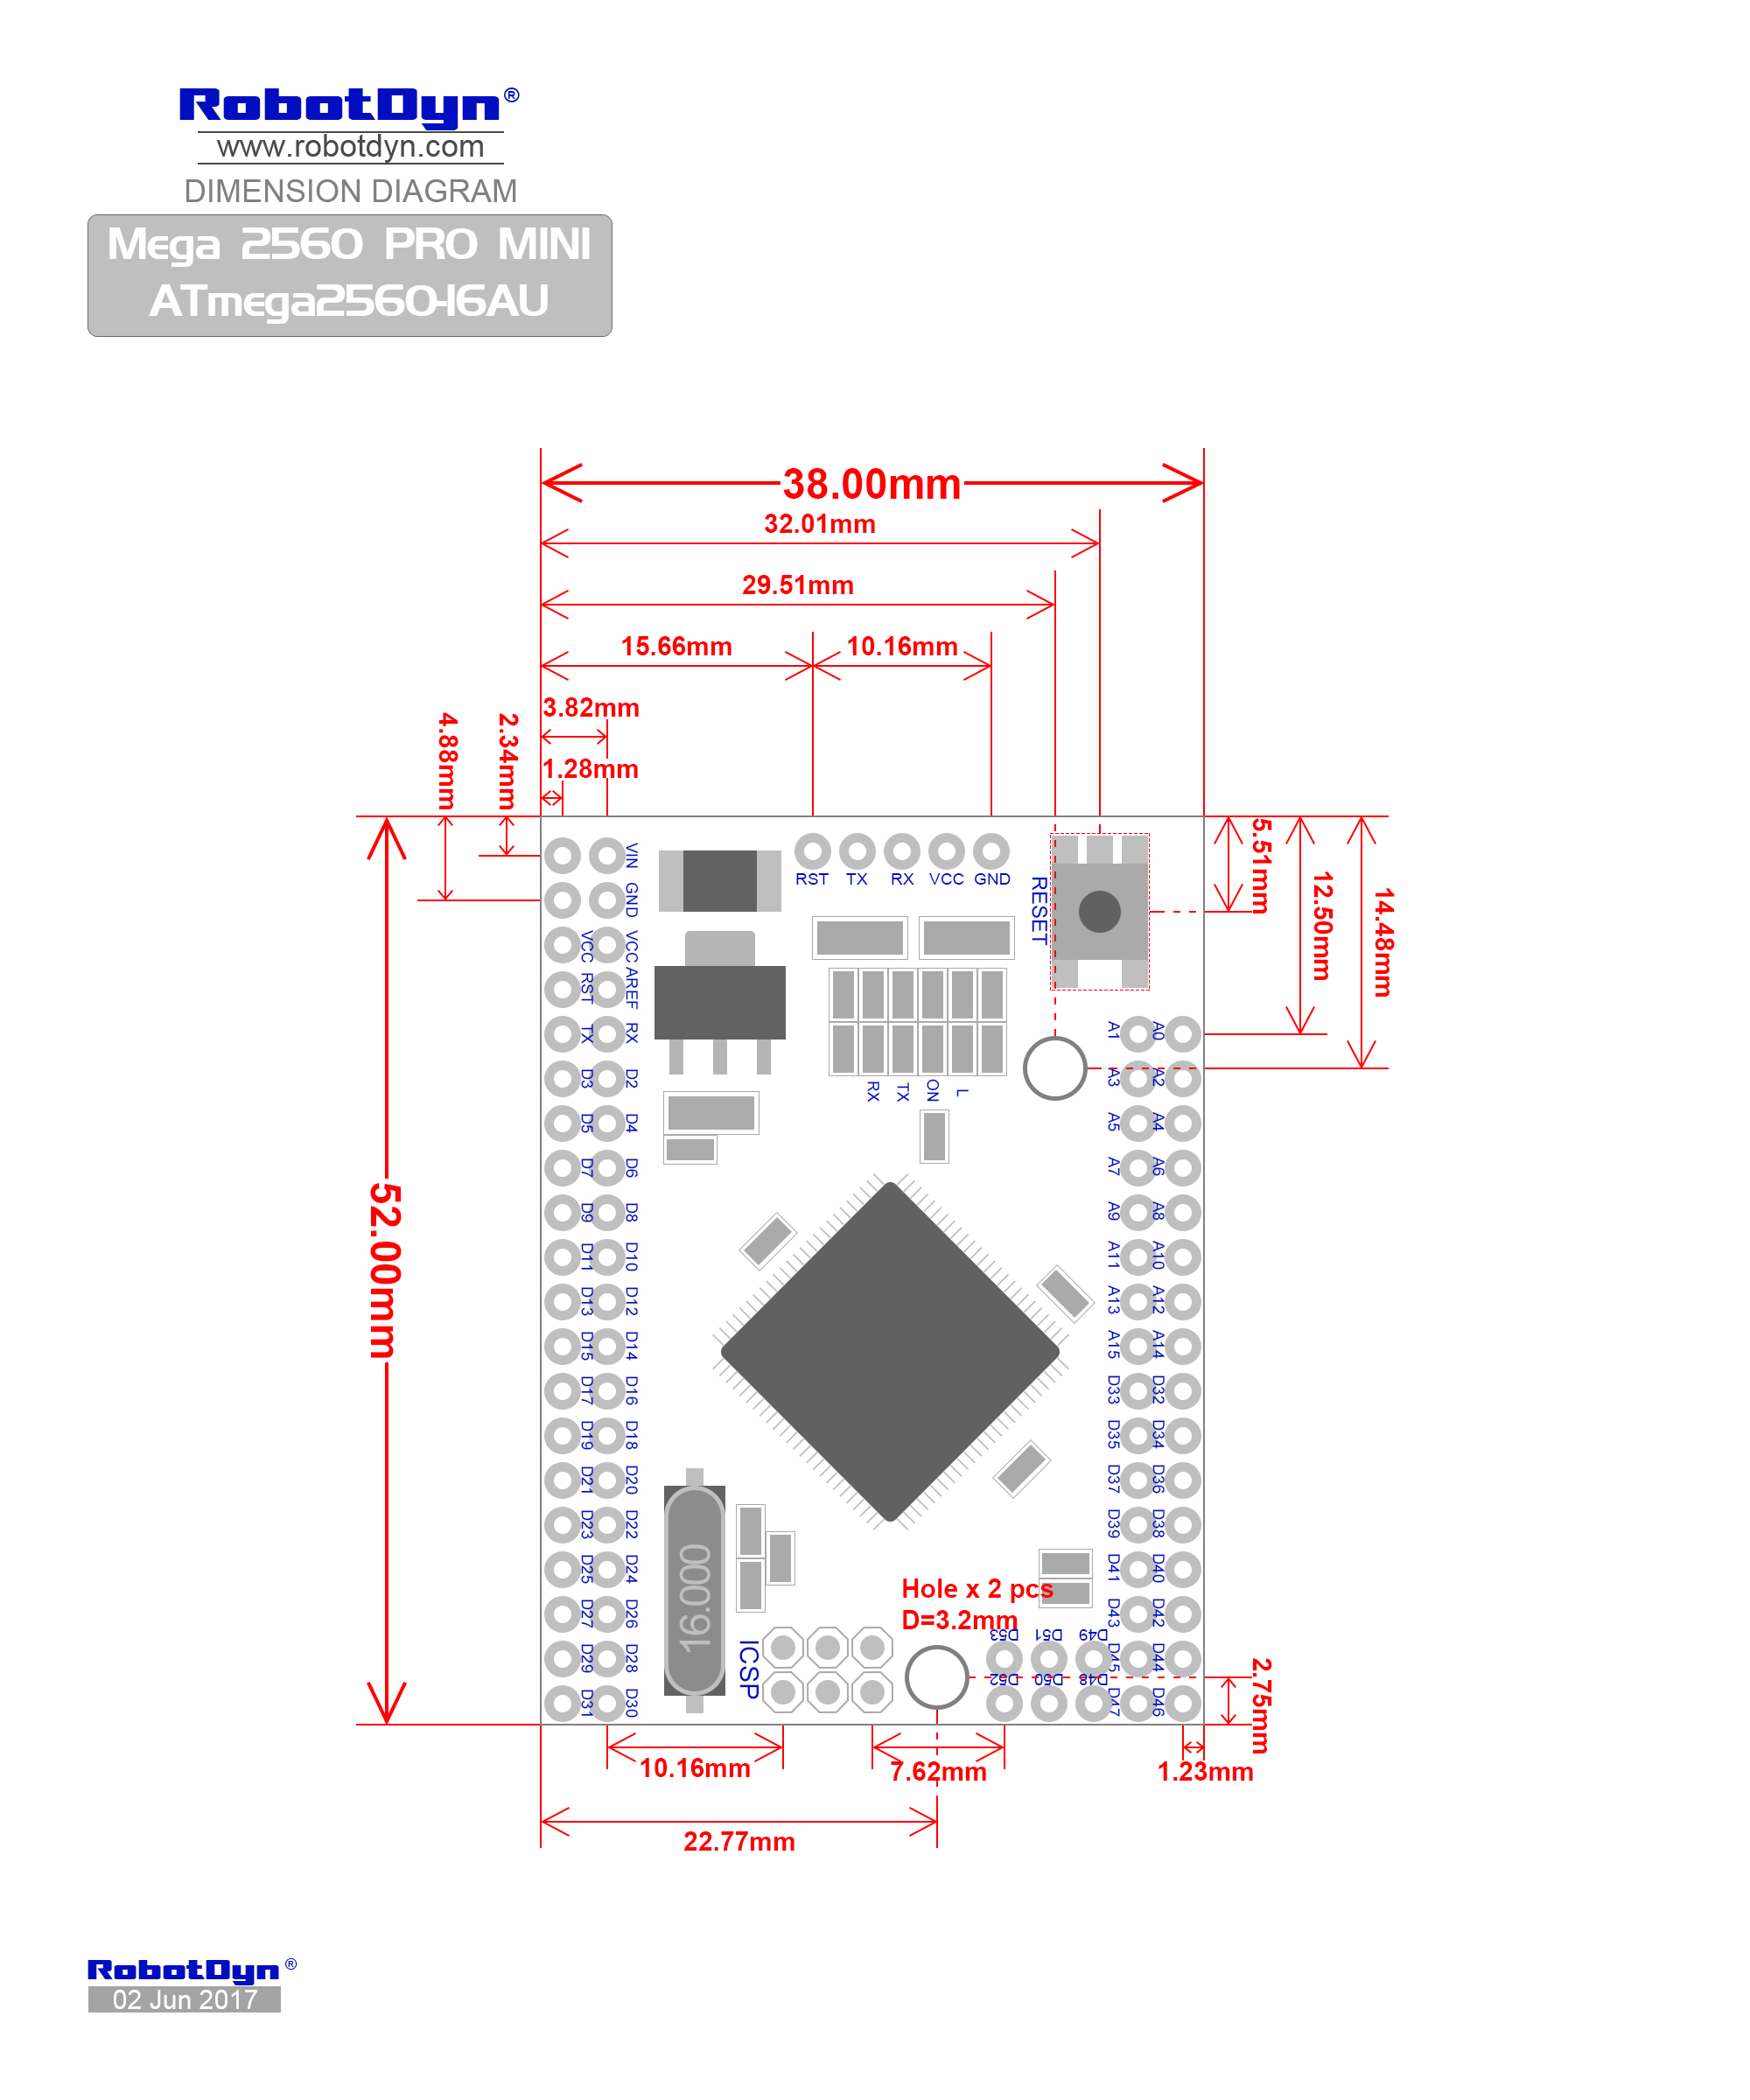 RobotDyn®
www.robotdyn.com
DIMENSION DIAGRAM
Mega 2560 PRO MINI
ATmega2560-16AU
38.00mm
32.01mm
29.51mm
15.66mm
10.16mm
3.82mm
1.28mm
4.88mm
2.34mm
52.00mm
5.51mm
12.50mm
14.48mm
RST TX RX VCC GND
RESET
VIN
GND
VCC VCC
RST AREF
TX RX
D3 D2
D5 D4
D7 D6
D9 D8
D11 D10
D13 D12
D15 D14
D17 D16
D19 D18
D21 D20
D23 D22
D25 D24
D27 D26
D29 D28
D31 D30
RX TX ON L
A1 A0
A3 A2
A5 A4
A7 A6
A9 A8
A11 A10
A13 A12
A15 A14
D33 D32
D35 D34
D37 D36
D39 D38
D41 D40
D43 D42
D45 D44
D47 D46
16.000
ICSP
Hole x 2 pcs
D=3.2mm
D53 D51 D49
D52 D50 D48
2.75mm
10.16mm
7.62mm
1.23mm
22.77mm
RobotDyn®
02 Jun 2017